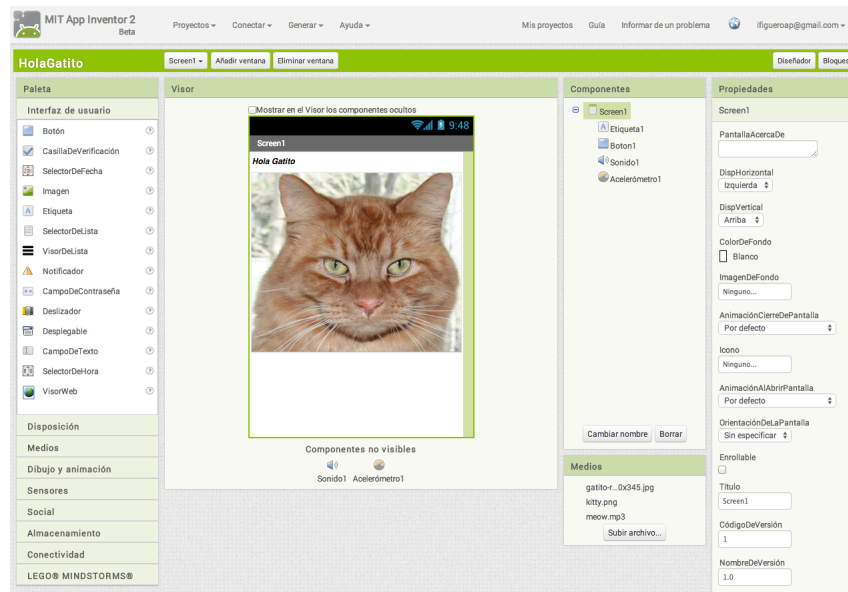 MIT App Inventor 2
Beta
Proyectos Conectar Generar Ayuda
Mis proyectos Guía Informar de un problema ifigueroap@gmail.com
HolaGatito
Screen1 Añadir ventana Eliminar ventana
Diseñador Bloques
Paleta
Interfaz de usuario
Botón
CasillaDeVerificación
SelectorDeFecha
Imagen
Etiqueta
SelectorDeLista
VisorDeLista
Notificador
CampoDeContraseña
Deslizador
Desplegable
CampoDeTexto
SelectorDeHora
VisorWeb
Disposición
Medios
Dibujo y animación
Sensores
Social
Almacenamiento
Conectividad
LEGO® MINDSTORMS®
Visor
Mostrar en el Visor los componentes ocultos
9:48
Screen1
Hola Gatito
Componentes no visibles
Sonido1 Acelerómetro1
Componentes
Screen1
Etiqueta1
Boton1
Sonido1
Acelerómetro1
Cambiar nombre Borrar
Medios
gatito-r...0x345.jpg
kitty.png
meow.mp3
Subir archivo...
Propiedades
Screen1
PantallaAcercaDe
DispHorizontal
Izquierda
DispVertical
Arriba
ColorDeFondo
Blanco
ImagenDeFondo
Ninguno...
AnimaciónCierreDePantalla
Por defecto
Icono
Ninguno...
AnimaciónAlAbrirPantalla
Por defecto
OrientaciónDeLaPantalla
Sin especificar
Enrollable
Título
Screen1
CódigoDeVersión
1
NombreDeVersión
1.0